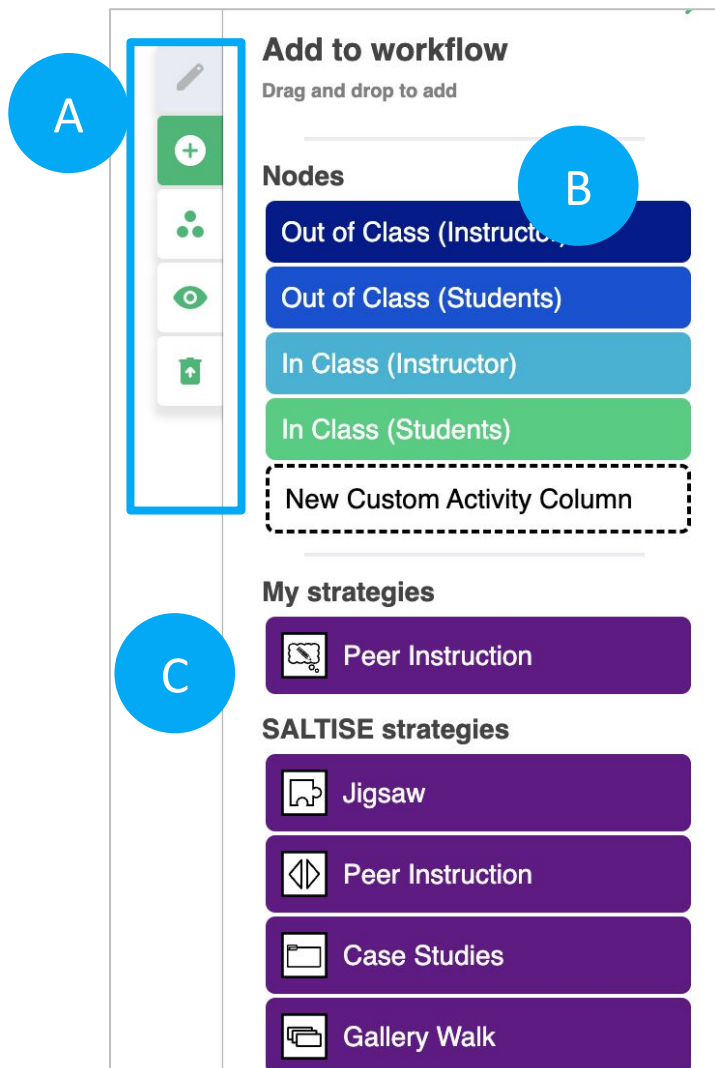 A
Add to workflow
Drag and drop to add
Nodes
B
Out of Class (Instructor)
Out of Class (Students)
In Class (Instructor)
In Class (Students)
New Custom Activity Column
My strategies
C
Peer Instruction
SALTISE strategies
Jigsaw
Peer Instruction
Case Studies
Gallery Walk